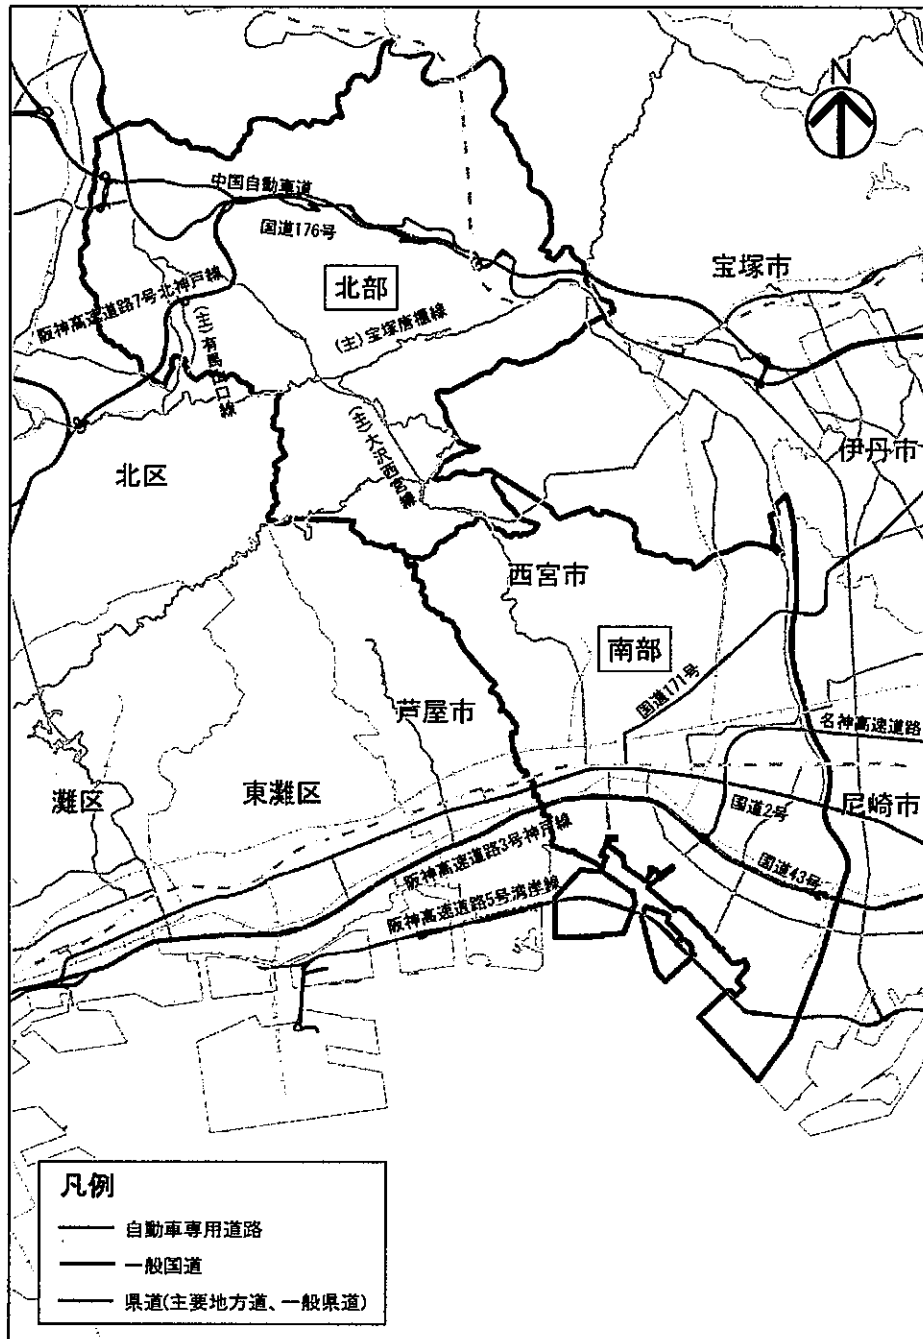 N
中国自動車道
国道176号
宝塚市
北部
阪神高速道路7号北神戸線
(主)宝塚唐櫃線
(主)有馬山口線
(主)大沢西宮線
伊丹市
北区
西宮市
南部
国道171号
芦屋市
名神高速道路
灘区
東灘区
国道2号
尼崎市
阪神高速道路3号神戸線
国道43号
阪神高速道路5号湾岸線
凡例
自動車専用道路
一般国道
県道(主要地方道、一般県道)